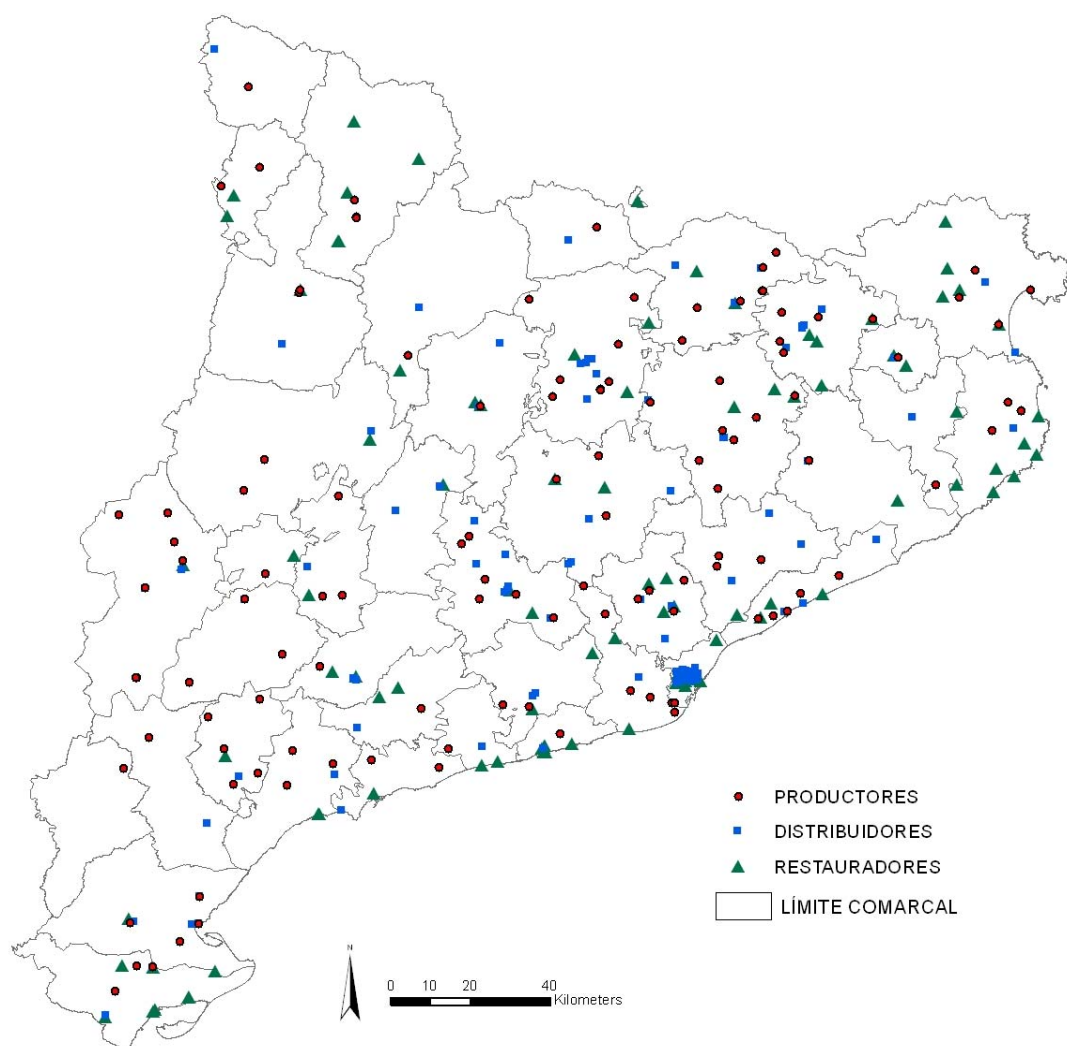 PRODUCTORES
DISTRIBUIDORES
RESTAURADORES
LÍMITE COMARCAL
N
0 10 20 40
Kilometers